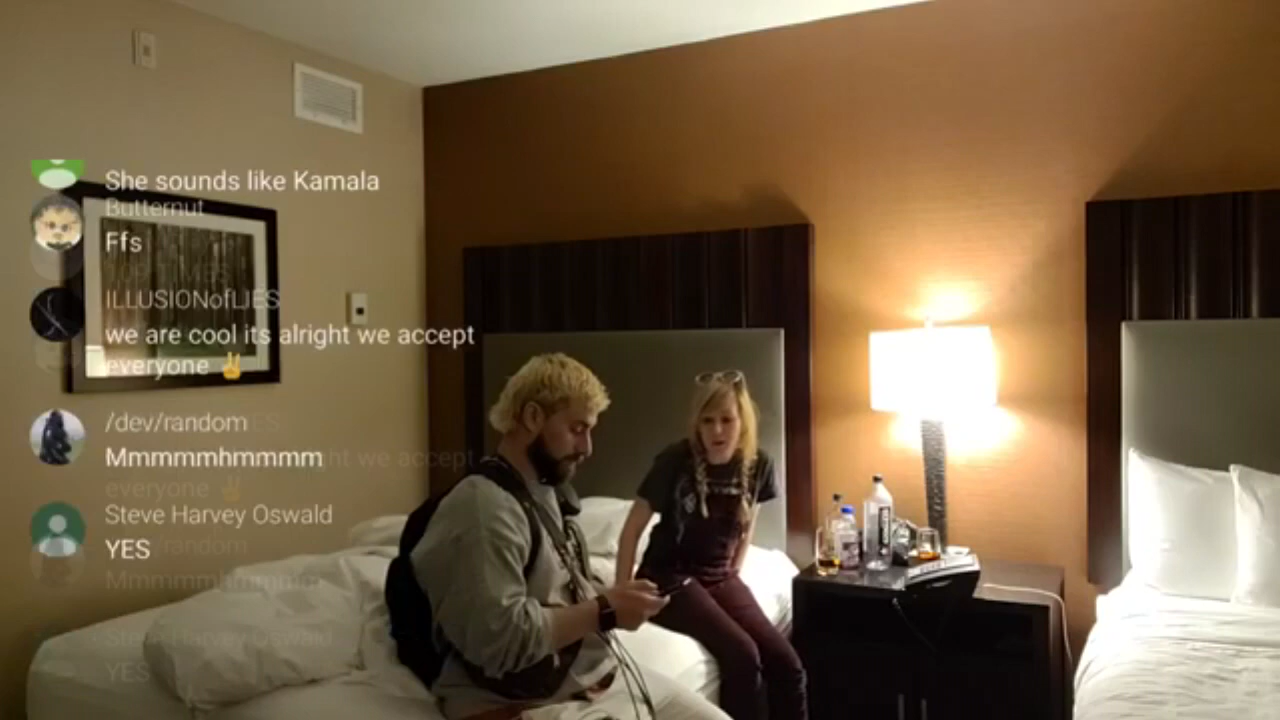 She sounds like Kamala
Butternut
Ffs
ILLUSIONofLIES
we are cool its alright we accept
everyone ✌
/dev/random
Mmmmmhmmmm
Steve Harvey Oswald
YES